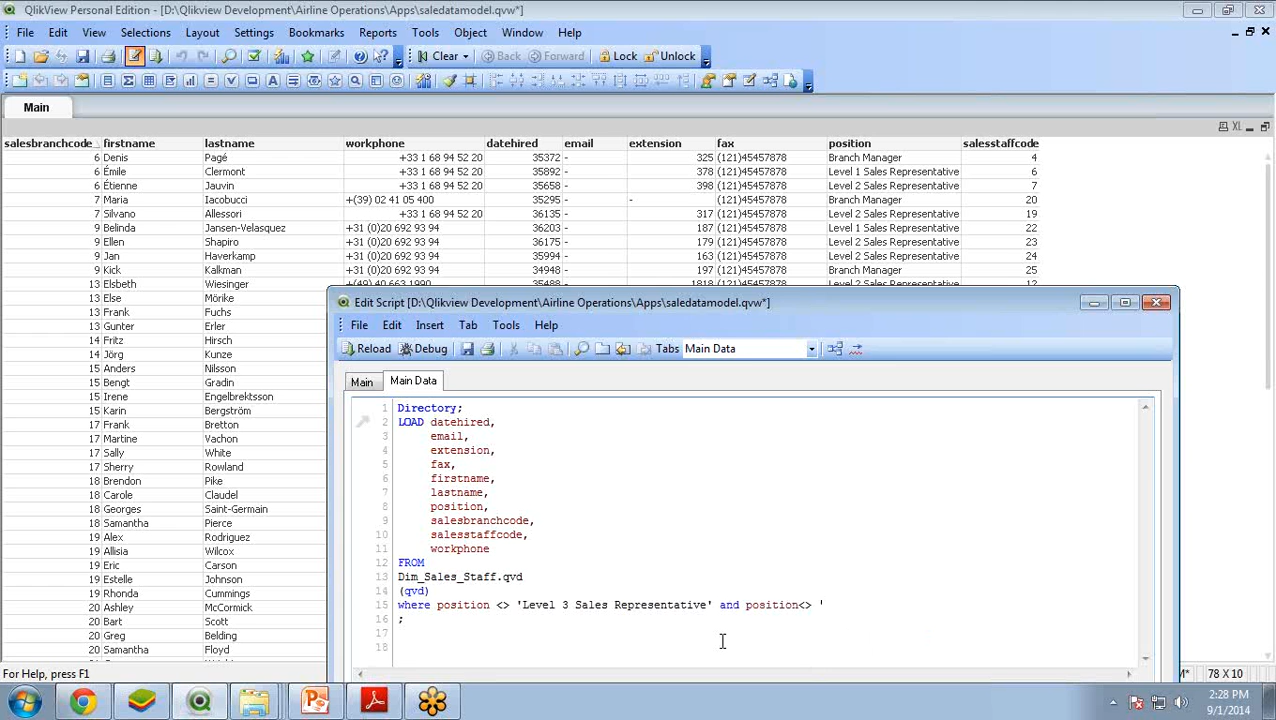 QlikView Personal Edition - [D:\Qlikview Development\Airline Operations\Apps\saledatamodel.qvw*]
File Edit View Selections Layout Settings Bookmarks Reports Tools Object Window Help
Clear Back Forward Lock Unlock
Main
XL
salesbranchcode firstname lastname workphone datehired email extension fax position salesstaffcode
6 Denis Pagé +33 1 68 94 52 20 35372 - 325 (121)45457878 Branch Manager 4
6 Émile Clermont +33 1 68 94 52 20 35892 - 378 (121)45457878 Level 1 Sales Representative 6
6 Étienne Jauvin +33 1 68 94 52 20 35658 - 398 (121)45457878 Level 2 Sales Representative 7
7 Maria Iacobucci +(39) 02 41 05 400 35295 - - (121)45457878 Branch Manager 20
7 Silvano Allessori +33 1 68 94 52 20 36135 - 317 (121)45457878 Level 2 Sales Representative 19
9 Belinda Jansen-Velasquez +31 (0)20 692 93 94 36203 - 187 (121)45457878 Level 1 Sales Representative 22
9 Ellen Shapiro +31 (0)20 692 93 94 36175 - 179 (121)45457878 Level 2 Sales Representative 23
9 Jan Haverkamp +31 (0)20 692 93 94 35994 - 163 (121)45457878 Level 2 Sales Representative 24
9 Kick Kalkman +31 (0)20 692 93 94 34948 - 197 (121)45457878 Branch Manager 25
13 Elsbeth Wiesinger +(49) 40 663 1990 35488 - 1818 (121)45457878 Level 2 Sales Representative 12
13 Else Mörike
13 Frank Fuchs
13 Gunter Erler
14 Fritz Hirsch
14 Jörg Kunze
15 Anders Nilsson
15 Bengt Gradin
15 Irene Engelbrektsson
16 Karin Bergström
17 Frank Bretton
17 Martine Vachon
17 Sally White
17 Sherry Rowland
18 Brendon Pike
18 Carole Claudel
18 Georges Saint-Germain
18 Samantha Pierce
19 Alex Rodriguez
19 Allisia Wilcox
19 Eric Carson
19 Estelle Johnson
19 Rhonda Cummings
20 Ashley McCormick
20 Bart Scott
20 Greg Belding
20 Samantha Floyd
Edit Script [D:\Qlikview Development\Airline Operations\Apps\saledatamodel.qvw*]
File Edit Insert Tab Tools Help
Reload Debug Tabs Main Data
Main Main Data
1 Directory;
2 LOAD datehired,
3 email,
4 extension,
5 fax,
6 firstname,
7 lastname,
8 position,
9 salesbranchcode,
10 salesstaffcode,
11 workphone
12 FROM
13 Dim_Sales_Staff.qvd
14 (qvd)
15 where position <> 'Level 3 Sales Representative' and position<> '
16 ;
17
18
For Help, press F1
M* 78 X 10
2:28 PM
9/1/2014